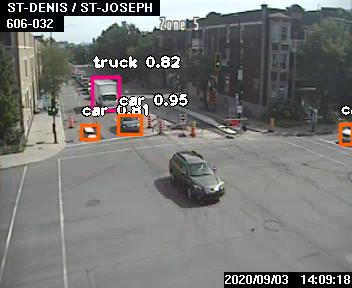 ST-DENIS / ST-JOSEPH
606-032
Zone 5
truck 0.82
car 0.95
car 0.81
c
2020/09/03 14:09:18